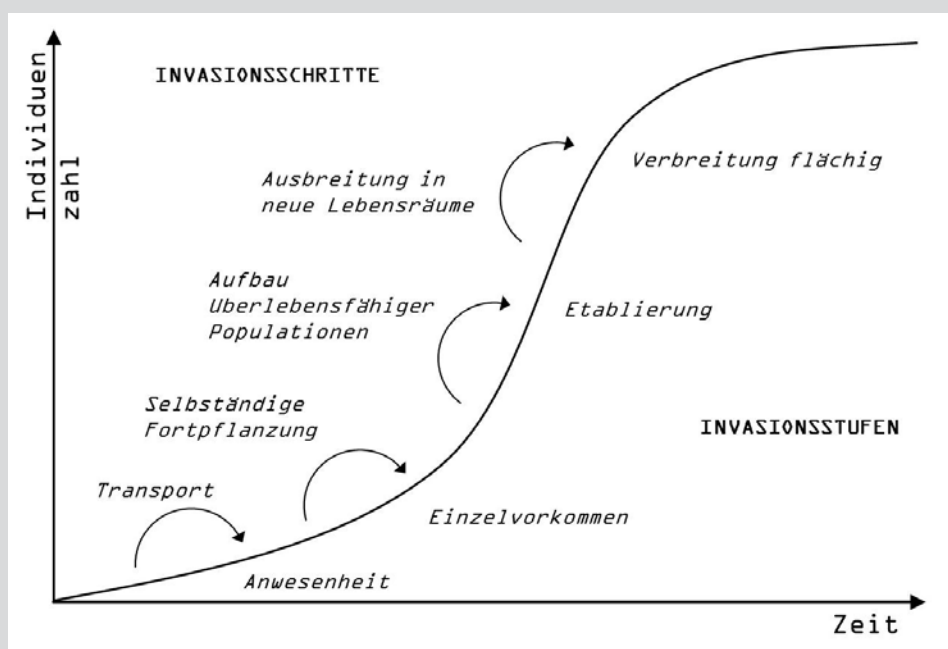 Individuen
zahl
INVASIONSSCHRITTE
Ausbreitung in
neue Lebensräume
Verbreitung flächig
Aufbau
Überlebensfähiger
Populationen
Etablierung
Selbständige
Fortpflanzung
INVASIONSSTUFEN
Transport
Einzelvorkommen
Anwesenheit
Zeit